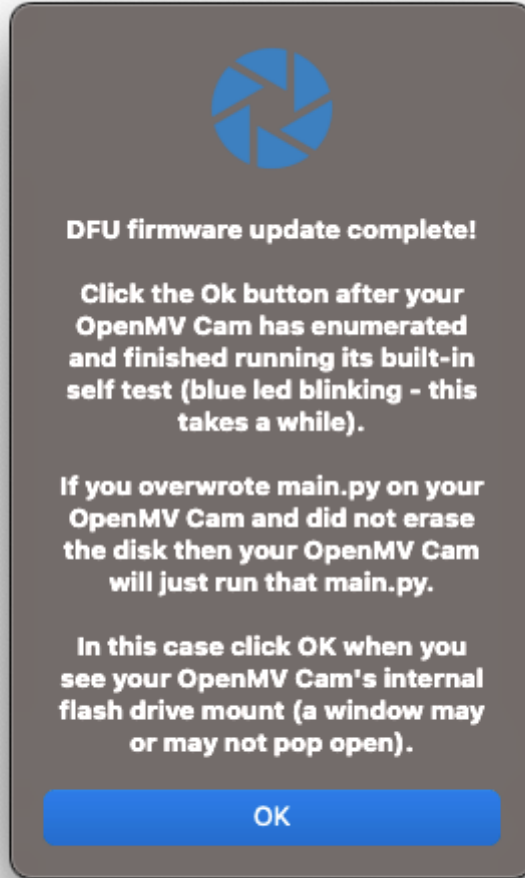 DFU firmware update complete!
Click the Ok button after your
OpenMV Cam has enumerated
and finished running its built-in
self test (blue led blinking - this
takes a while).
If you overwrote main.py on your
OpenMV Cam and did not erase
the disk then your OpenMV Cam
will just run that main.py.
In this case click OK when you
see your OpenMV Cam's internal
flash drive mount (a window may
or may not pop open).
OK